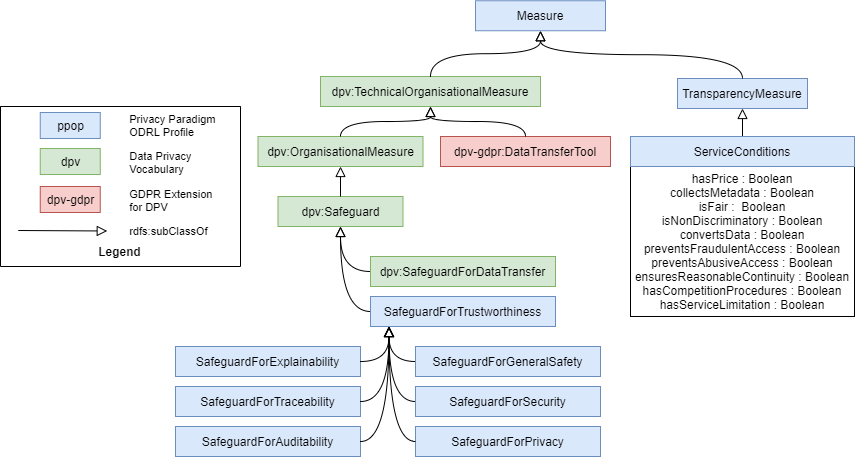 Measure
dpv:TechnicalOrganisationalMeasure
TransparencyMeasure
ppop
Privacy Paradigm
ODRL Profile
dpv
Data Privacy
Vocabulary
dpv-gdpr
GDPR Extension
for DPV
rdfs:subClassOf
Legend
dpv:OrganisationalMeasure
dpv-gdpr:DataTransferTool
dpv:Safeguard
dpv:SafeguardForDataTransfer
SafeguardForTrustworthiness
SafeguardForExplainability
SafeguardForGeneralSafety
SafeguardForTraceability
SafeguardForSecurity
SafeguardForAuditability
SafeguardForPrivacy
ServiceConditions
hasPrice : Boolean
collectsMetadata : Boolean
isFair : Boolean
isNonDiscriminatory : Boolean
convertsData : Boolean
preventsFraudulentAccess : Boolean
preventsAbusiveAccess : Boolean
ensuresReasonableContinuity : Boolean
hasCompetitionProcedures : Boolean
hasServiceLimitation : Boolean